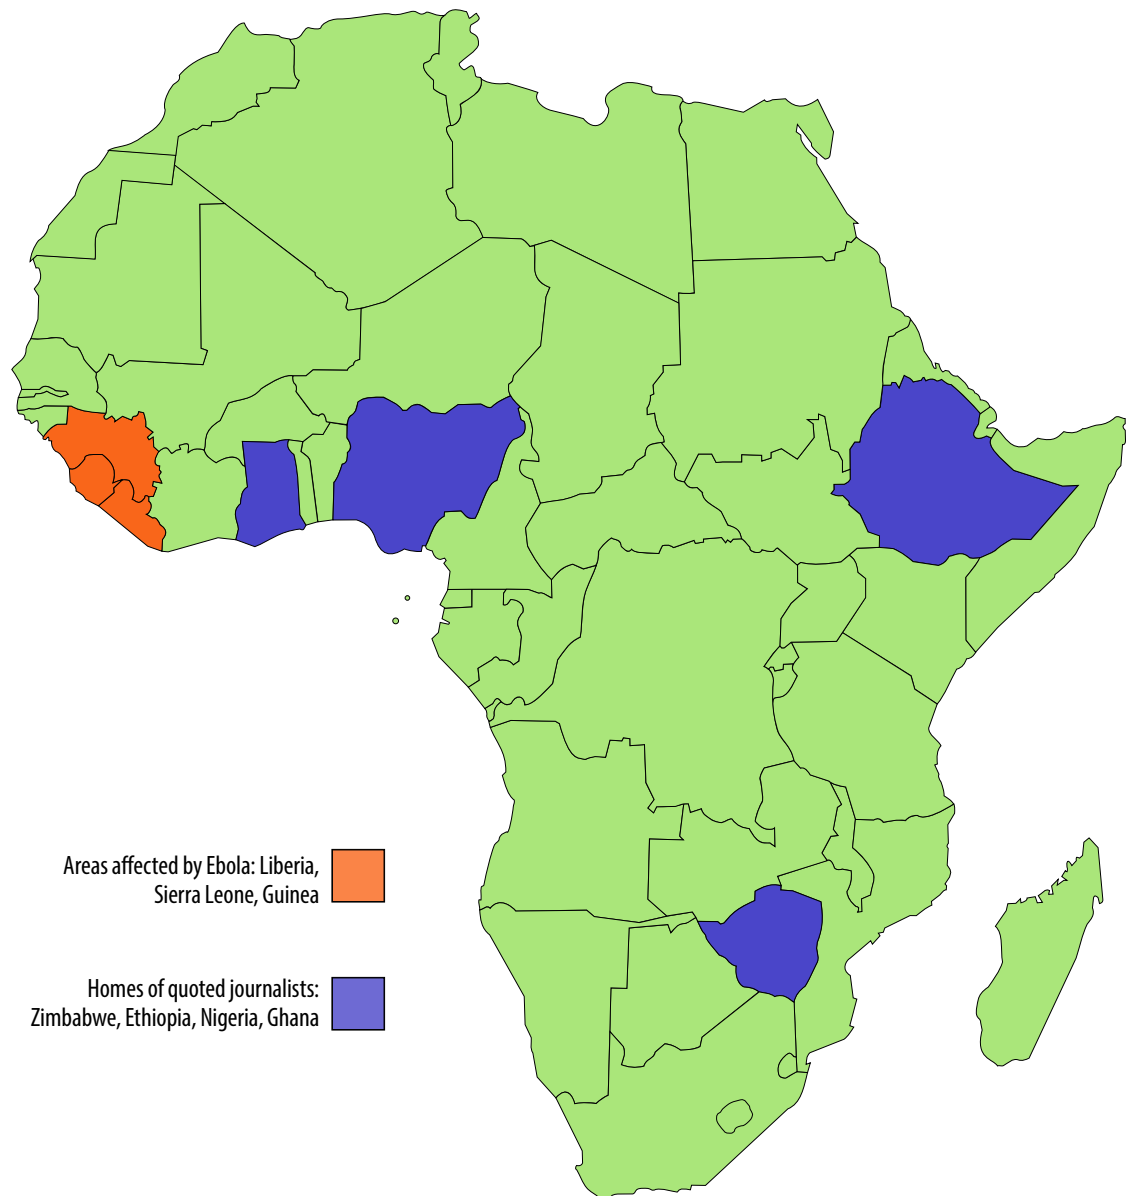 Areas affected by Ebola: Liberia,
Sierra Leone, Guinea
Homes of quoted journalists:
Zimbabwe, Ethiopia, Nigeria, Ghana